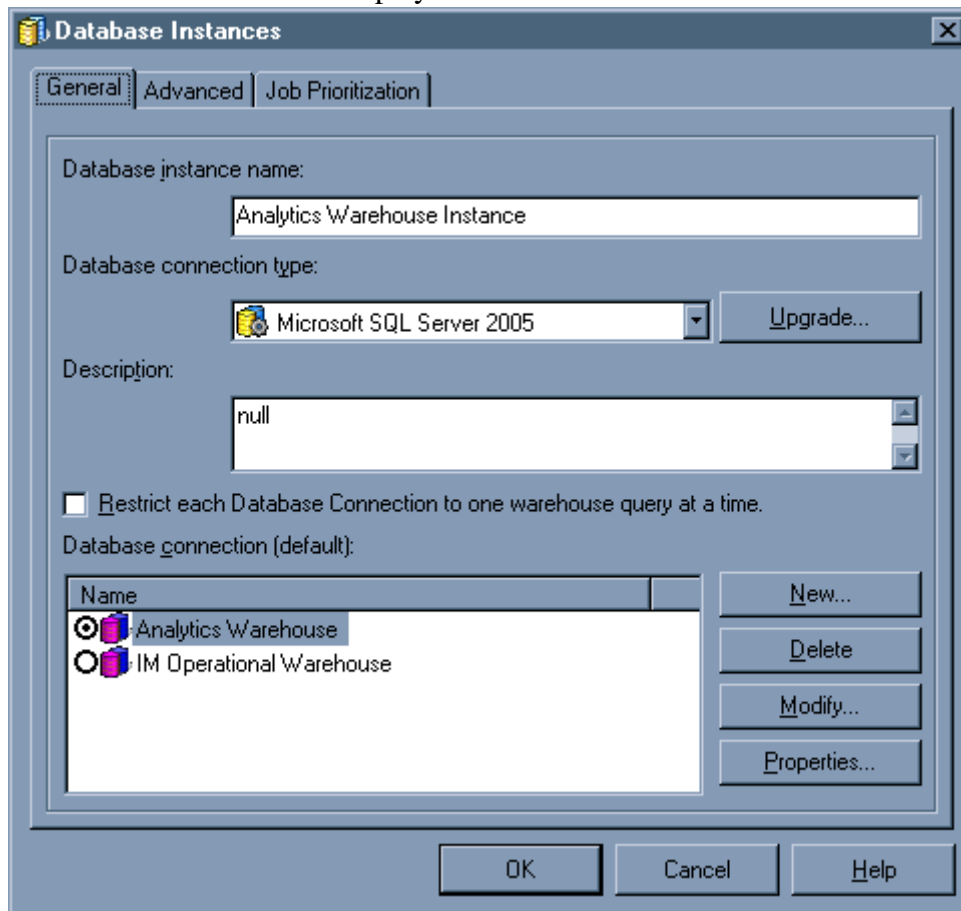 play
Database Instances
General Advanced Job Prioritization
Database instance name:
Analytics Warehouse Instance
Database connection type:
Microsoft SQL Server 2005 Upgrade...
Description:
null
Restrict each Database Connection to one warehouse query at a time.
Database connection (default):
Name New...
Analytics Warehouse
IM Operational Warehouse Delete
Modify...
Properties...
OK Cancel Help